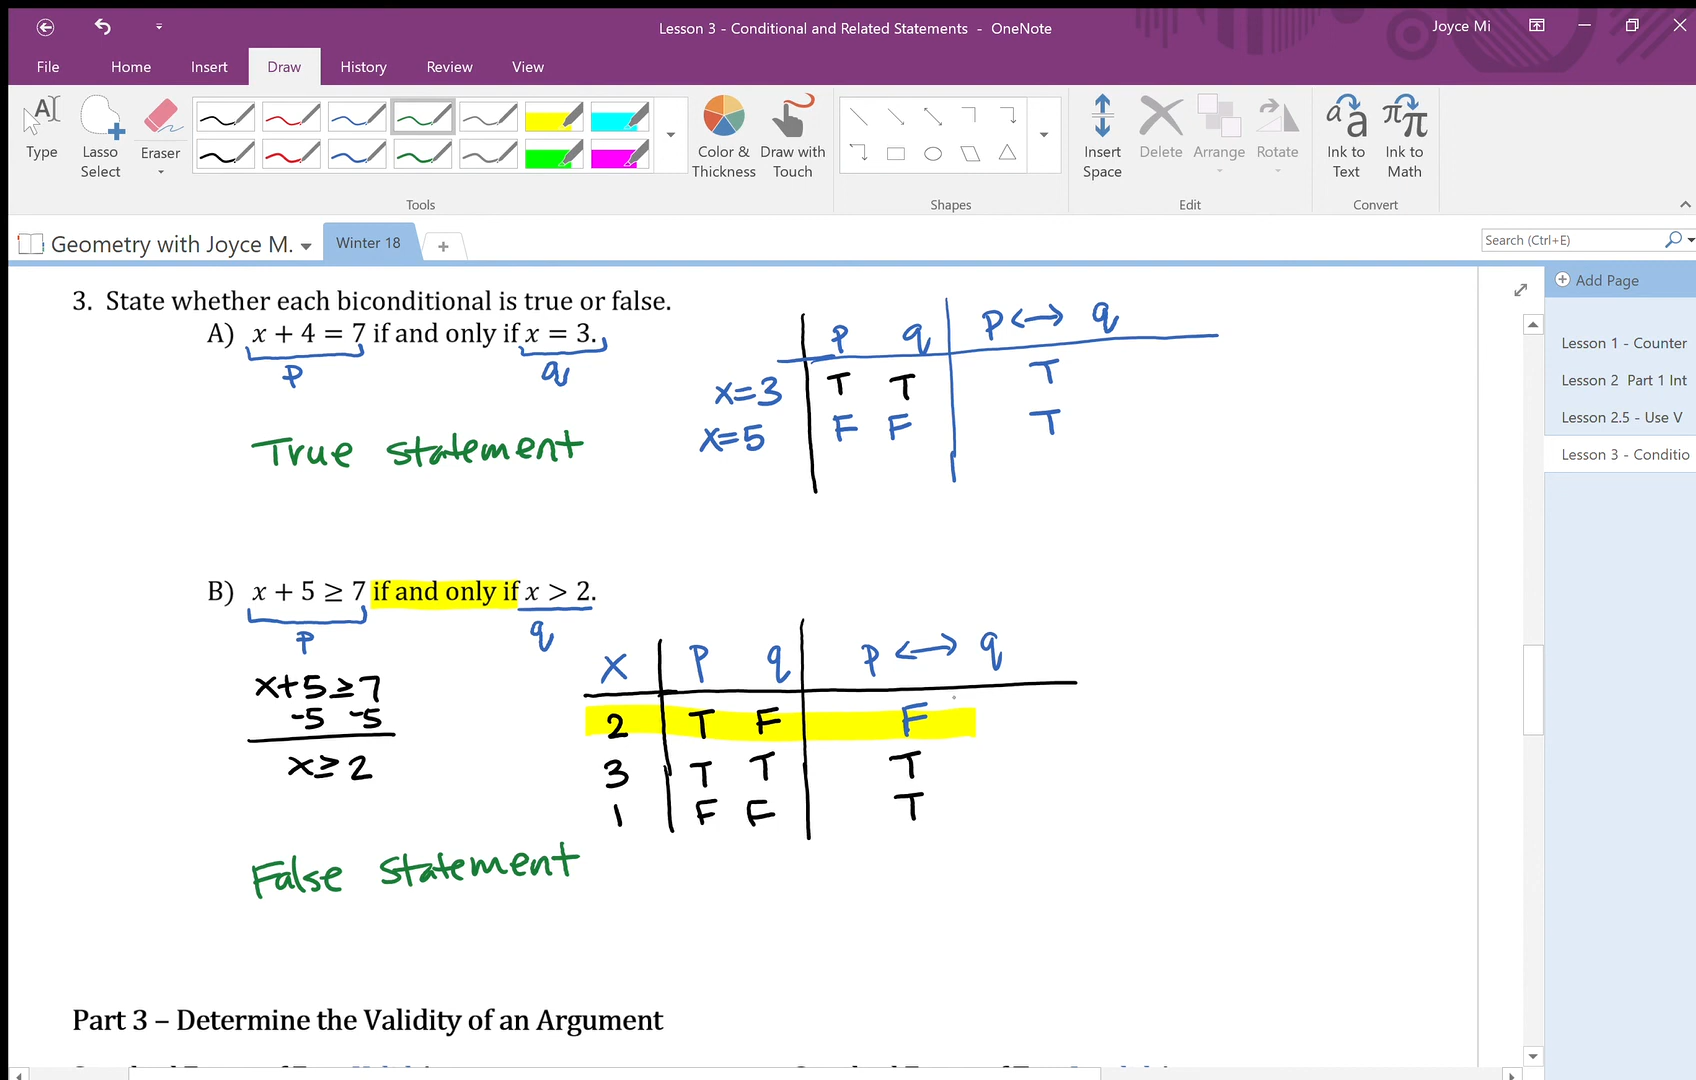 Lesson 3 - Conditional and Related Statements - OneNote
Joyce Mi
File Home Insert Draw History Review View
Type
Lasso Select
Eraser
Color & Thickness
Draw with Touch
Insert Space
Delete
Arrange
Rotate
Ink to Text
Ink to Math
Tools Shapes Edit Convert
Geometry with Joyce M. Winter 18 +
Search (Ctrl+E)
Add Page
Lesson 1 - Counter
Lesson 2 Part 1 Int
Lesson 2.5 - Use V
Lesson 3 - Conditio
3. State whether each biconditional is true or false.
A) x + 4 = 7 if and only if x = 3.
p q
p q p ↔ q
x=3 T T T
x=5 F F T
True statement
B) x + 5 ≥ 7 if and only if x > 2.
p q
x+5≥7
-5 -5
x≥2
x p q p ↔ q
2 T F F
3 T T T
1 F F T
False statement
Part 3 – Determine the Validity of an Argument